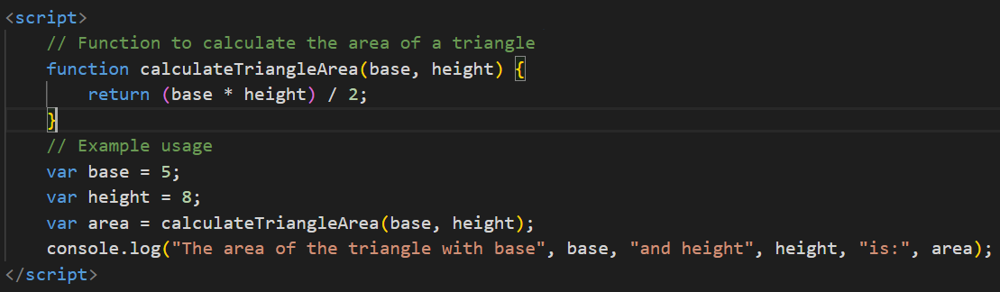 <script>
// Function to calculate the area of a triangle
function calculateTriangleArea(base, height) {
return (base * height) / 2;
}
// Example usage
var base = 5;
var height = 8;
var area = calculateTriangleArea(base, height);
console.log("The area of the triangle with base", base, "and height", height, "is:", area);
</script>